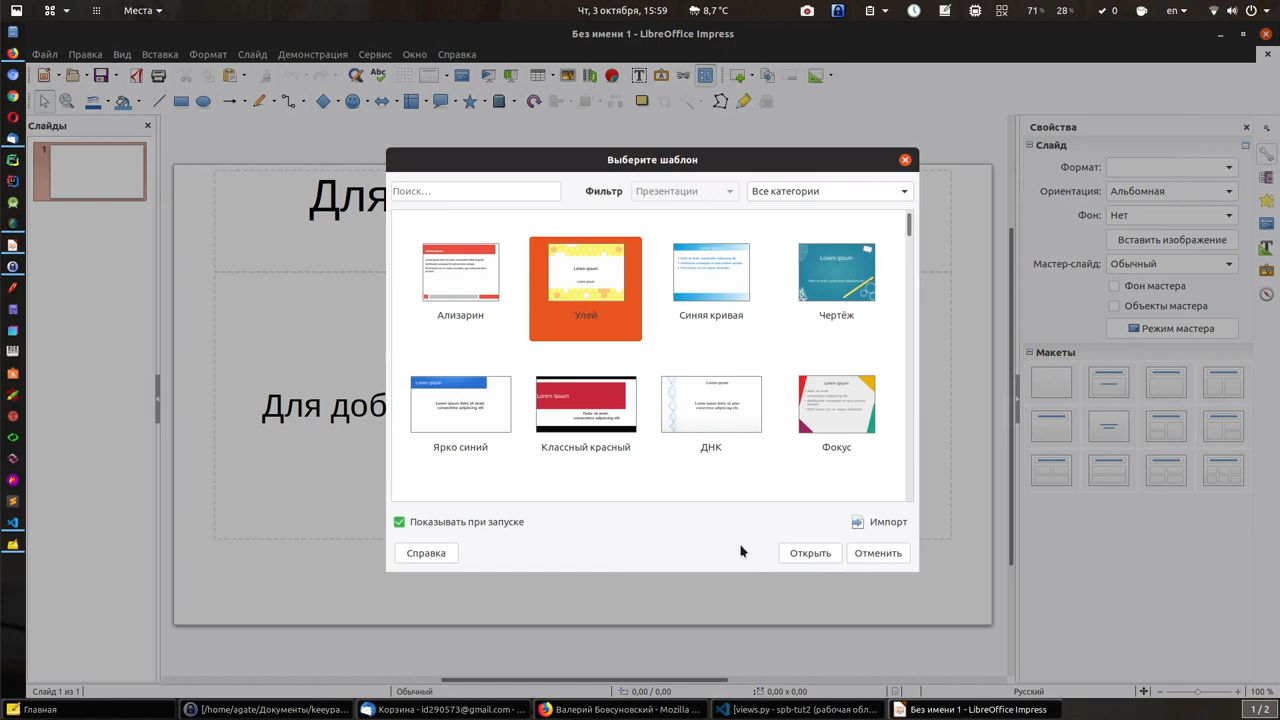 Места
Чт, 3 октября, 15:59
8,7 °C
71 %
28 %
0
en
Без имени 1 - LibreOffice Impress
Файл Правка Вид Вставка Формат Слайд Демонстрация Сервис Окно Справка
Слайды
1
Для
Для доб
Выберите шаблон
Поиск…
Фильтр
Презентации
Все категории
Lorem ipsum
Ализарин
Улей
Синяя кривая
Чертёж
Ярко синий
Классный красный
ДНК
Фокус
Показывать при запуске
Импорт
Справка
Открыть
Отменить
Свойства
Слайд
Формат:
Ориентация: Альбомная
Фон: Нет
Вставить изображение
Мастер-слайд: Обычный
Фон мастера
Объекты мастера
Режим мастера
Макеты
Слайд 1 из 1
Обычный
0,00 / 0,00
0,00 x 0,00
Русский
100 %
Главная
[/home/agate/Документы/keeypa…
Корзина - id290573@gmail.com - …
Валерий Бовсуновский - Mozilla …
[views.py - spb-tut2 (рабочая обл…
Без имени 1 - LibreOffice Impress
1 / 2